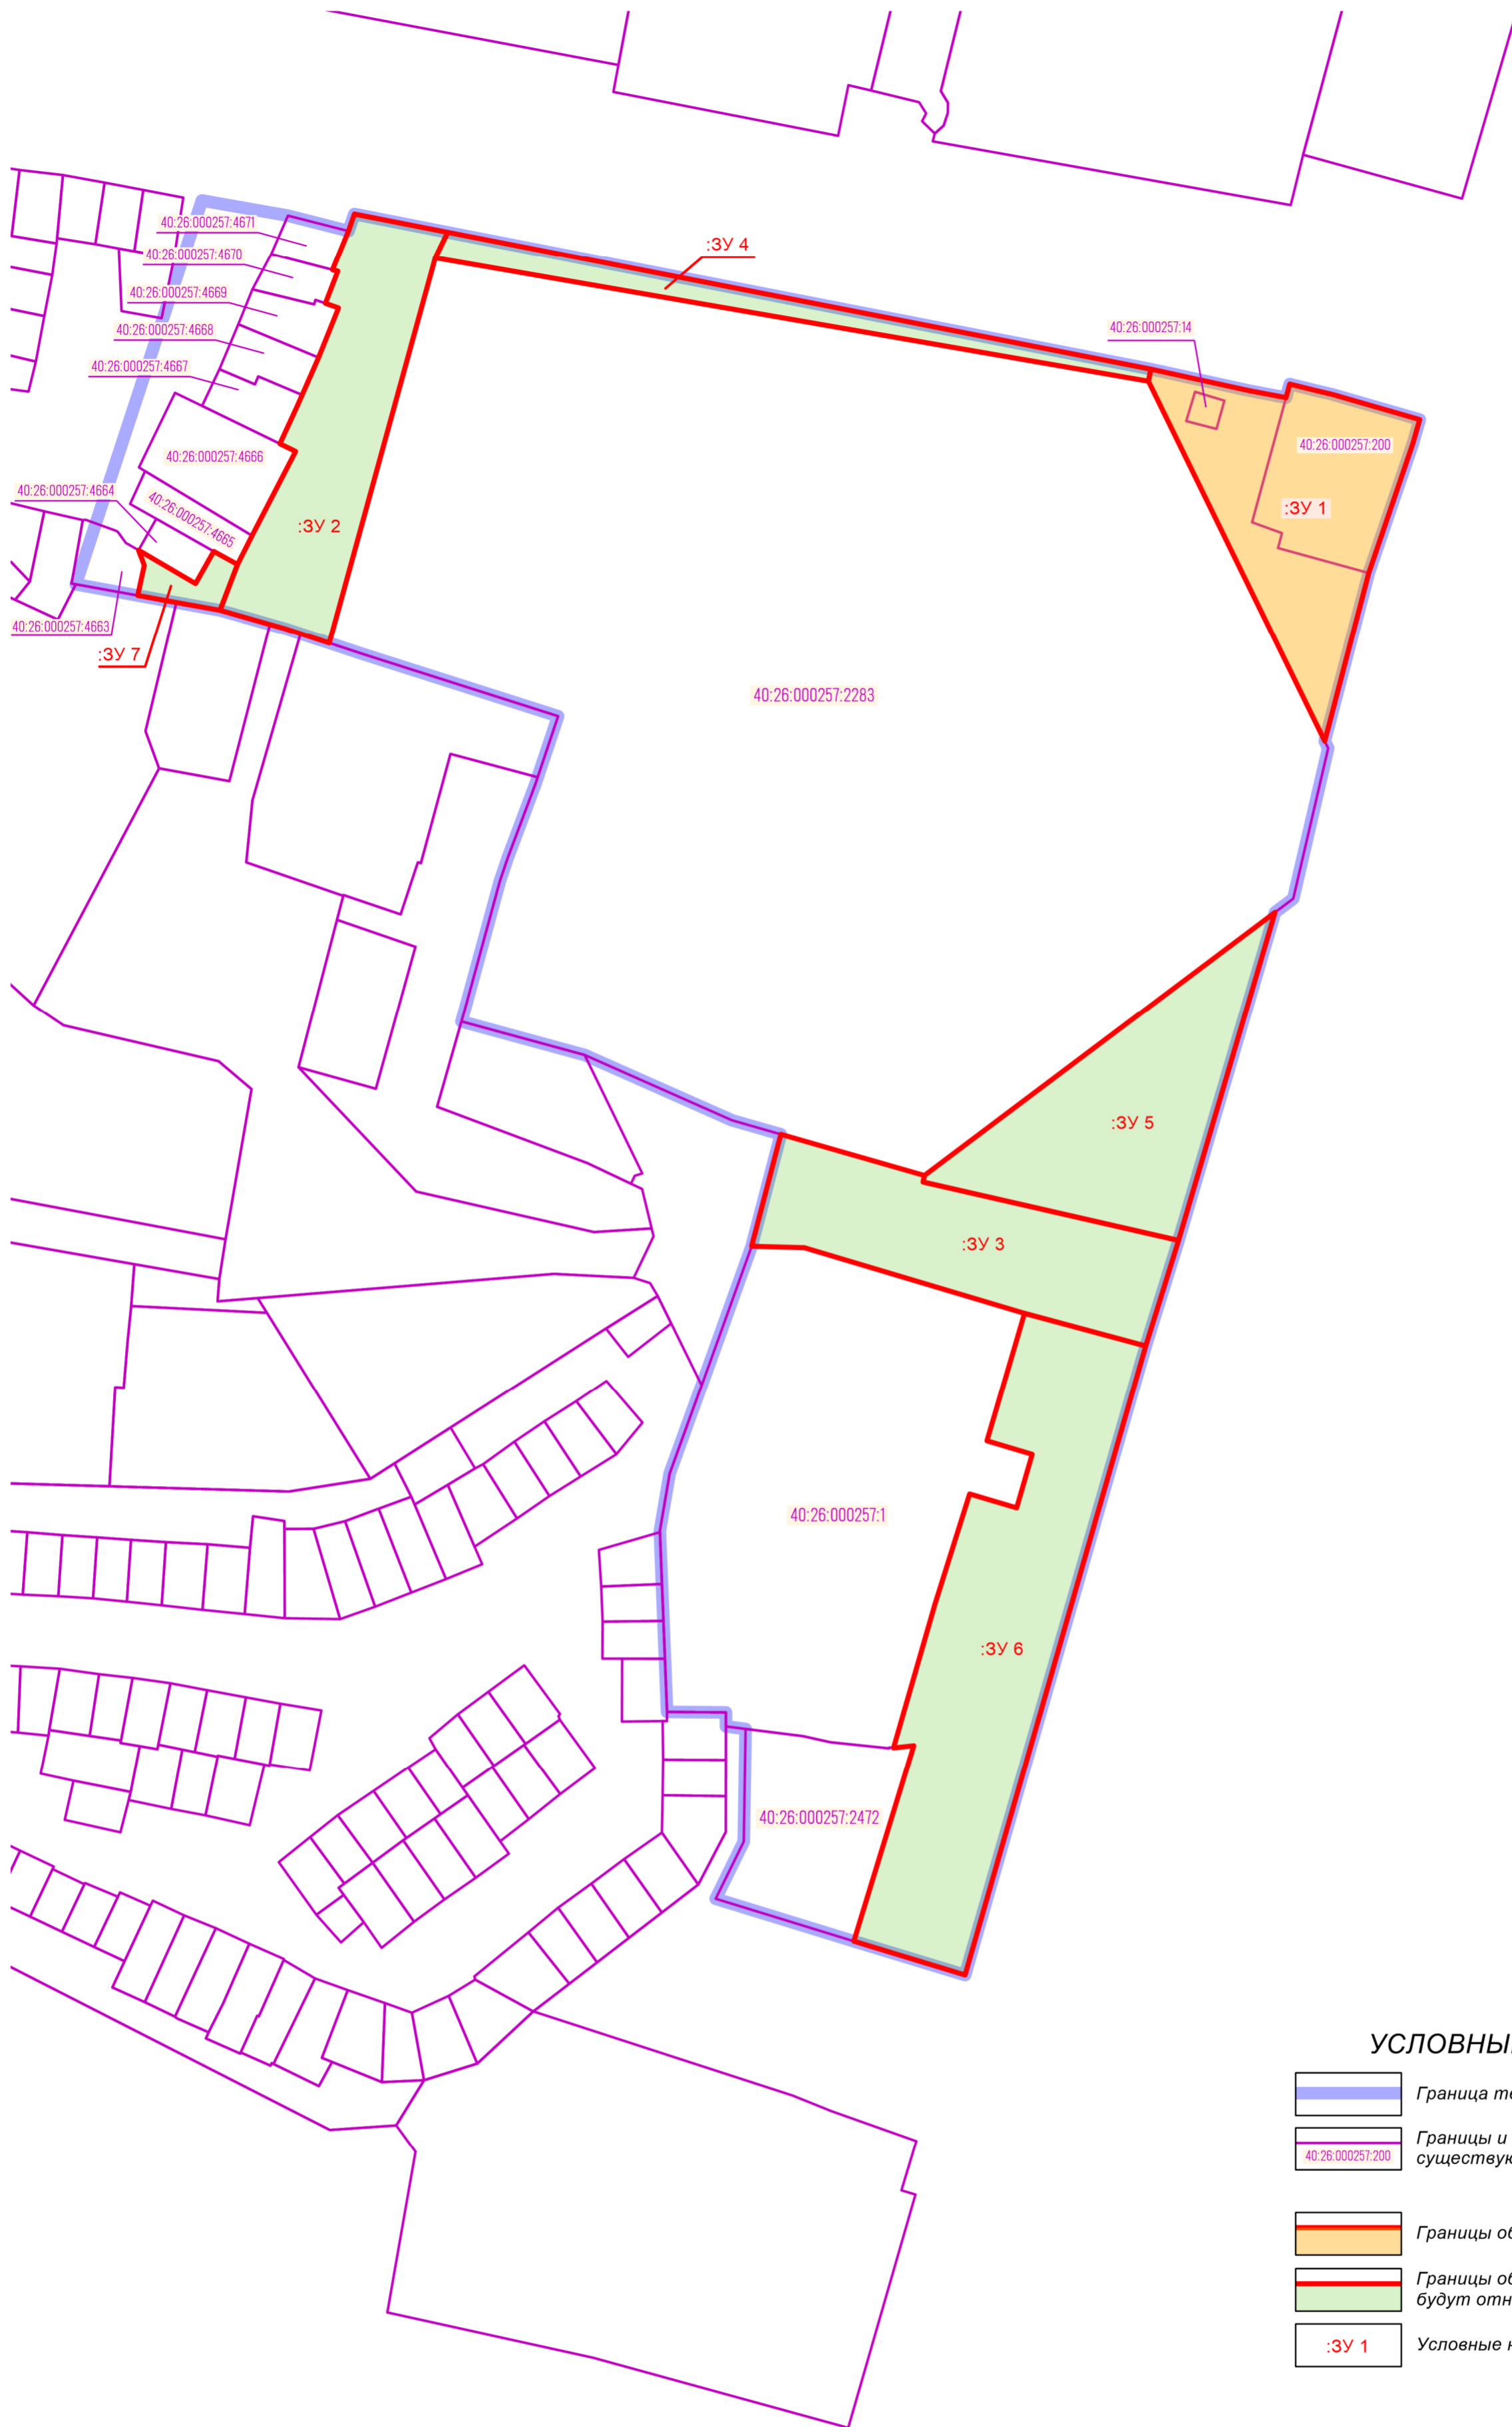 40:26:000257:4671
:ЗУ 4
40:26:000257:4670
40:26:000257:4669
40:26:000257:14
40:26:000257:4668
40:26:000257:4667
40:26:000257:200
40:26:000257:4666
40:26:000257:4664
40:26:000257:4665
:ЗУ 1
:ЗУ 2
40:26:000257:4663
:ЗУ 7
40:26:000257:2283
:ЗУ 5
:ЗУ 3
40:26:000257:1
:ЗУ 6
40:26:000257:2472
УСЛОВНЫ
Граница т
Границы и
40:26:000257:200
существу
Границы об
Границы об
будут отн
:ЗУ 1
Условные